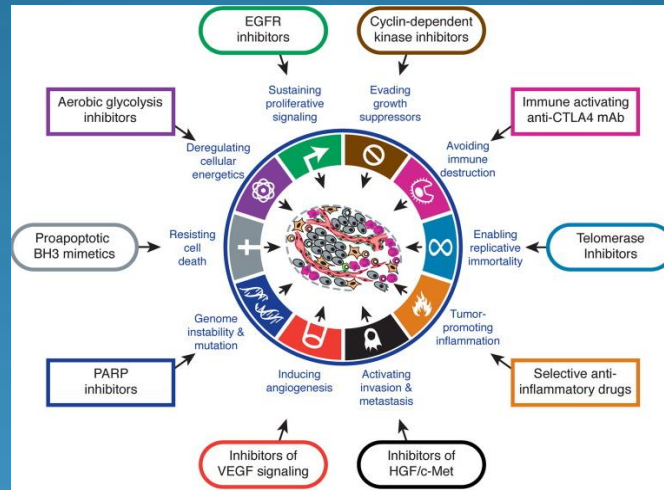 EGFR
inhibitors
Cyclin-dependent
kinase inhibitors
Sustaining
proliferative
signaling
Evading
growth
suppressors
Aerobic glycolysis
inhibitors
Immune activating
anti-CTLA4 mAb
Deregulating
cellular
energetics
Avoiding
immune
destruction
Proapoptotic
BH3 mimetics
Resisting
cell
death
Enabling
replicative
immortality
Telomerase
Inhibitors
Genome
instability &
mutation
Tumor-
promoting
inflammation
PARP
inhibitors
Inducing
angiogenesis
Activating
invasion &
metastasis
Selective anti-
inflammatory drugs
Inhibitors of
VEGF signaling
Inhibitors of
HGF/c-Met